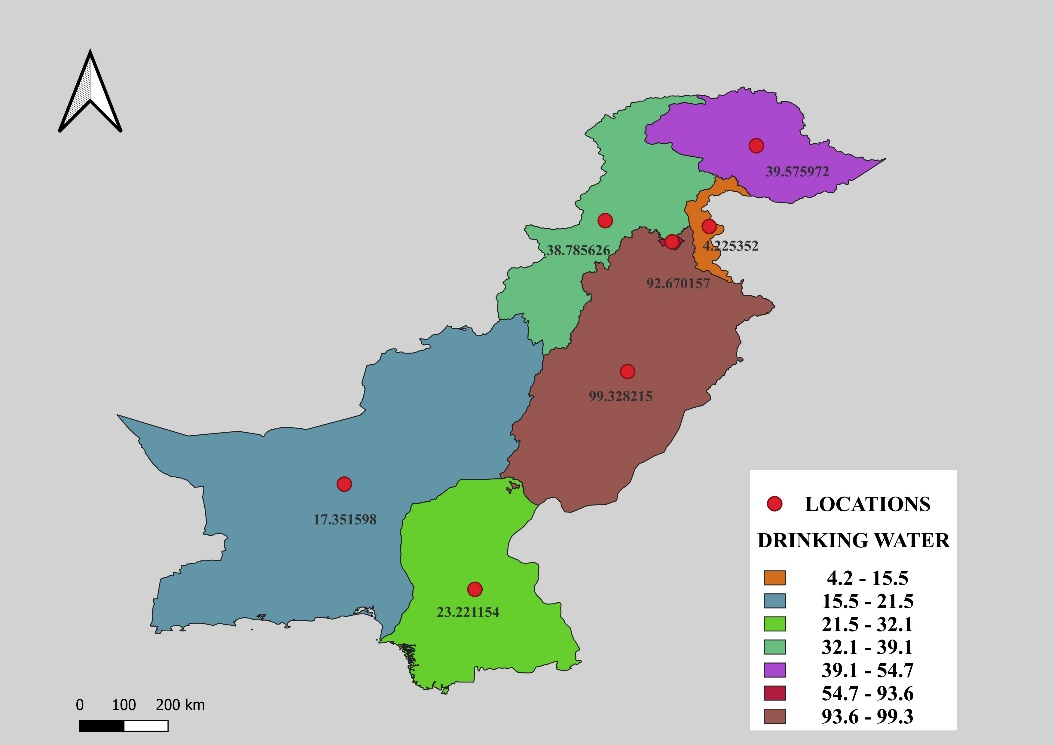 39.575972
38.785626
4.225352
92.670157
99.328215
17.351598
23.221154
LOCATIONS
DRINKING WATER
4.2 - 15.5
15.5 - 21.5
21.5 - 32.1
32.1 - 39.1
39.1 - 54.7
54.7 - 93.6
93.6 - 99.3
0 100 200 km